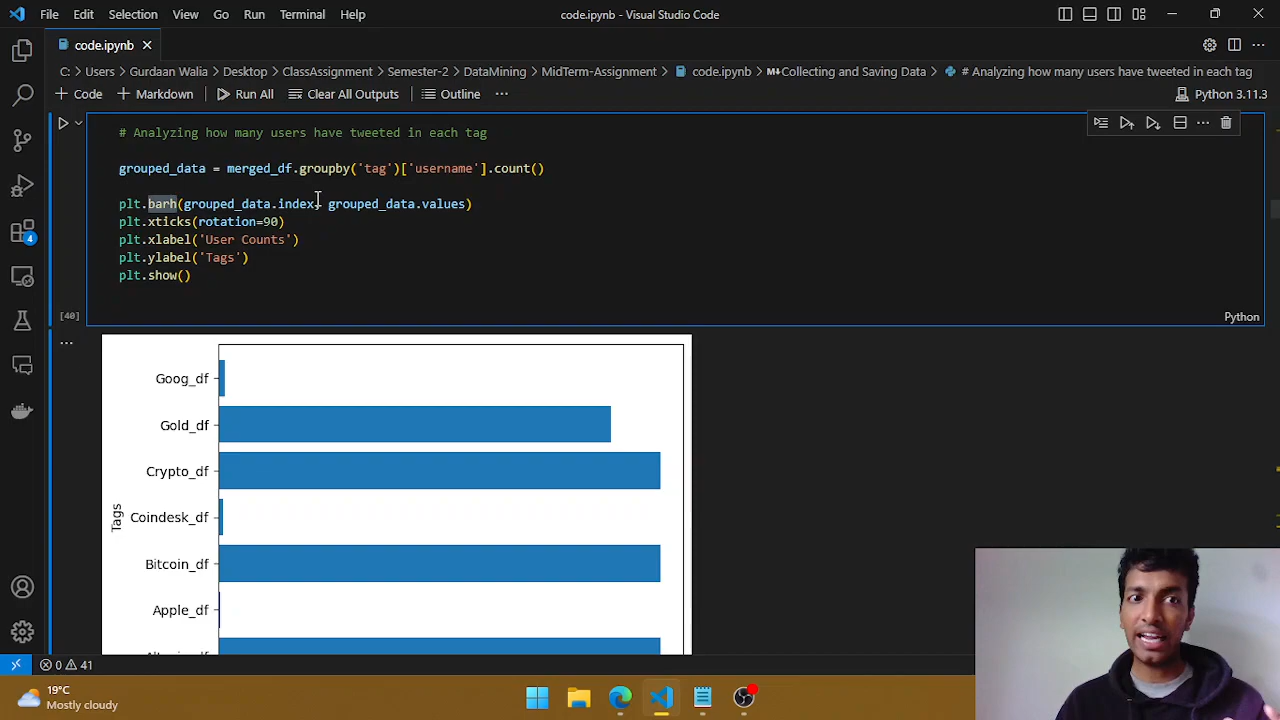 File Edit Selection View Go Run Terminal Help
code.ipynb - Visual Studio Code
code.ipynb
C: > Users > Gurdaan Walia > Desktop > ClassAssignment > Semester-2 > DataMining > MidTerm-Assignment > code.ipynb > Collecting and Saving Data > # Analyzing how many users have tweeted in each tag
+ Code + Markdown Run All Clear All Outputs Outline ... Python 3.11.3
# Analyzing how many users have tweeted in each tag
grouped_data = merged_df.groupby('tag')['username'].count()
plt.barh(grouped_data.index, grouped_data.values)
plt.xticks(rotation=90)
plt.xlabel('User Counts')
plt.ylabel('Tags')
plt.show()
[40]
Python
4
Goog_df
Gold_df
Crypto_df
Coindesk_df
Bitcoin_df
Apple_df
Tags
0 41
19°C
Mostly cloudy